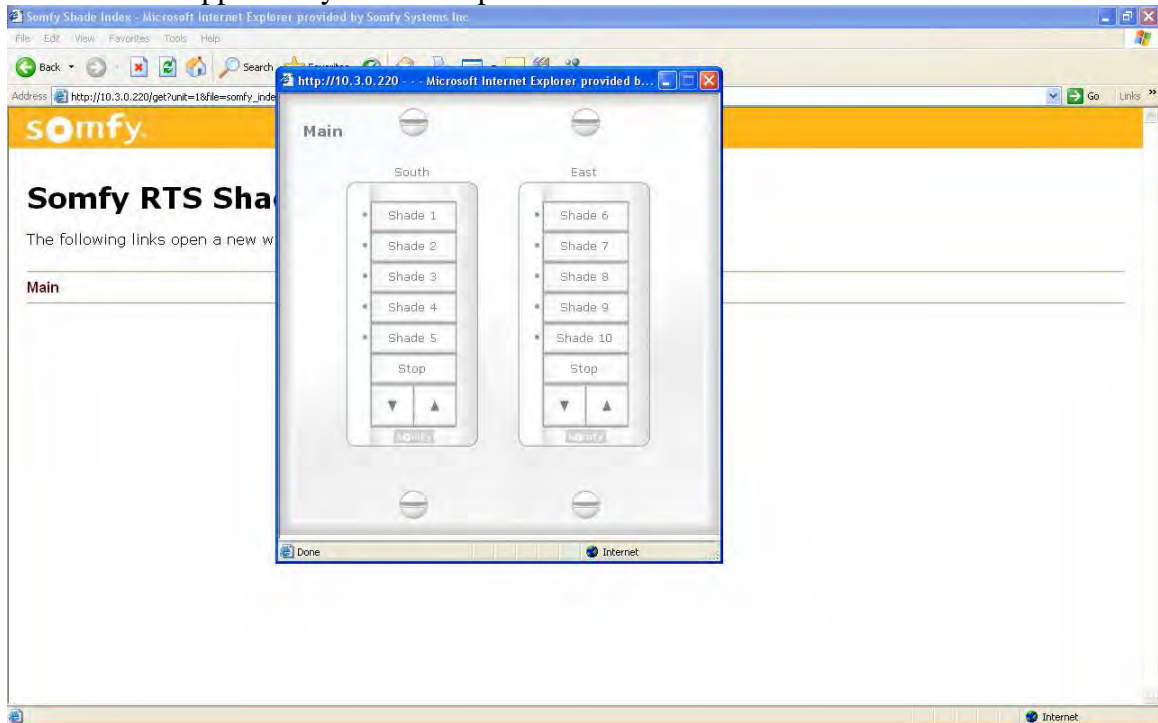 Somfy Shade Index - Microsoft Internet Explorer provided by Somfy Systems Inc.
File Edit View Favorites Tools Help
Back Search
Address http://10.3.0.220/get?unit=1&file=somfy_inde Go Links »
http://10.3.0.220 - - - Microsoft Internet Explorer provided b...
somfy.
Somfy RTS Sha
The following links open a new w
Main
Main
South East
Shade 1 Shade 6
Shade 2 Shade 7
Shade 3 Shade 8
Shade 4 Shade 9
Shade 5 Shade 10
Stop Stop
somfy somfy
Done Internet
Internet